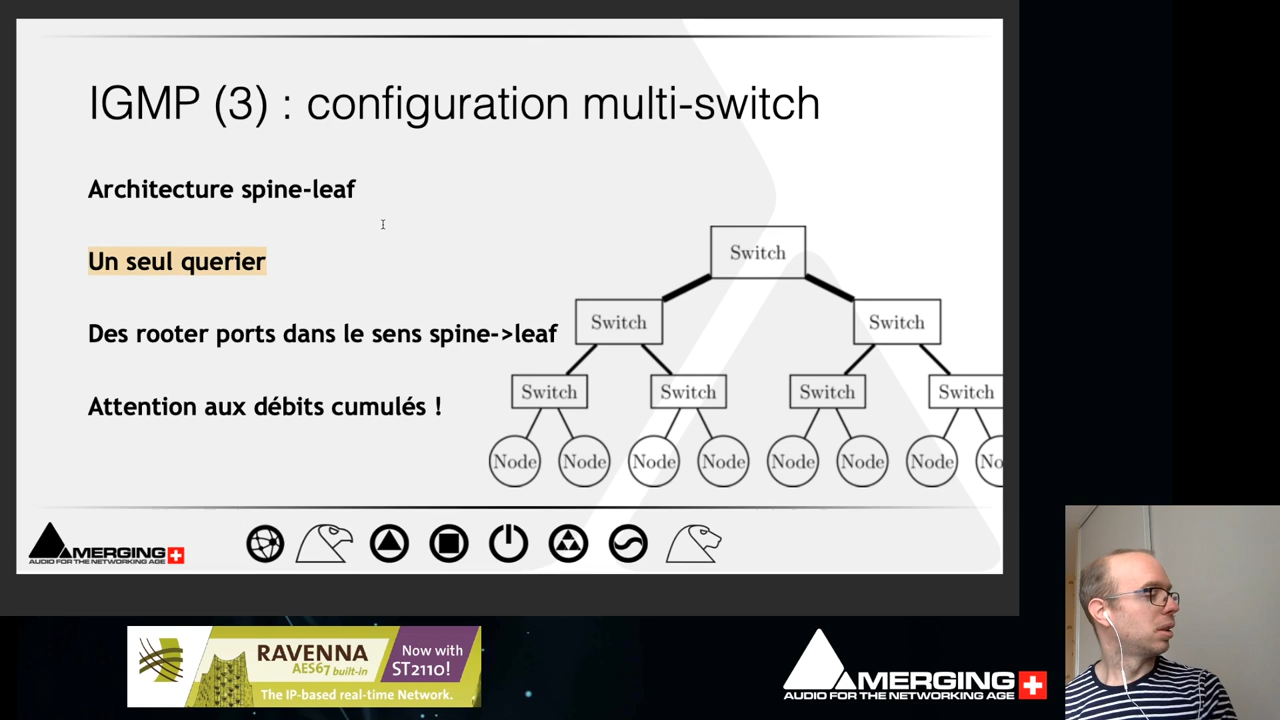 IGMP (3) : configuration multi-switch
Architecture spine-leaf
Un seul querier
Des rooter ports dans le sens spine->leaf
Attention aux débits cumulés !
Switch
Switch
Switch
Switch
Switch
Switch
Switch
Node
Node
Node
Node
Node
Node
Node
No
MERGING
AUDIO FOR THE NETWORKING AGE
RAVENNA
AES67 built-in
Now with
ST2110!
The IP-based real-time Network.
MERGING
AUDIO FOR THE NETWORKING AGE